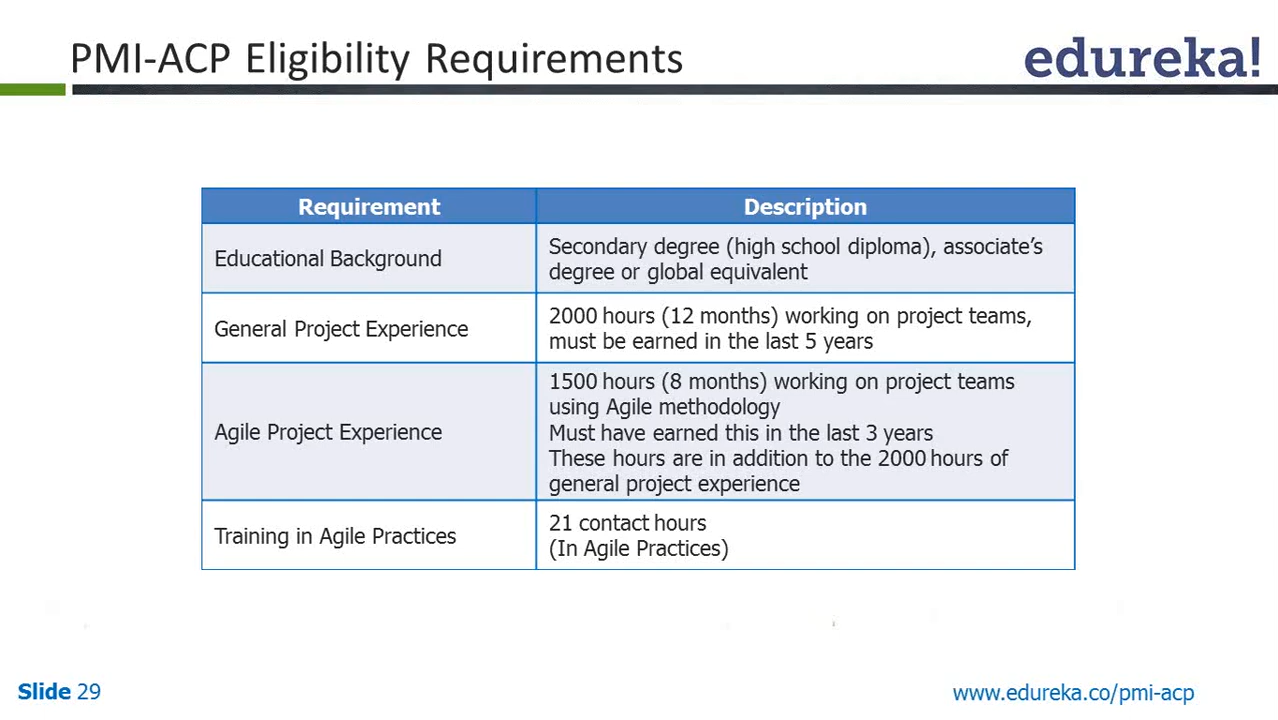 PMI-ACP Eligibility Requirements
edureka!
Requirement
Description
Educational Background
Secondary degree (high school diploma), associate’s
degree or global equivalent
General Project Experience
2000 hours (12 months) working on project teams,
must be earned in the last 5 years
Agile Project Experience
1500 hours (8 months) working on project teams
using Agile methodology
Must have earned this in the last 3 years
These hours are in addition to the 2000 hours of
general project experience
Training in Agile Practices
21 contact hours
(In Agile Practices)
Slide 29
www.edureka.co/pmi-acp